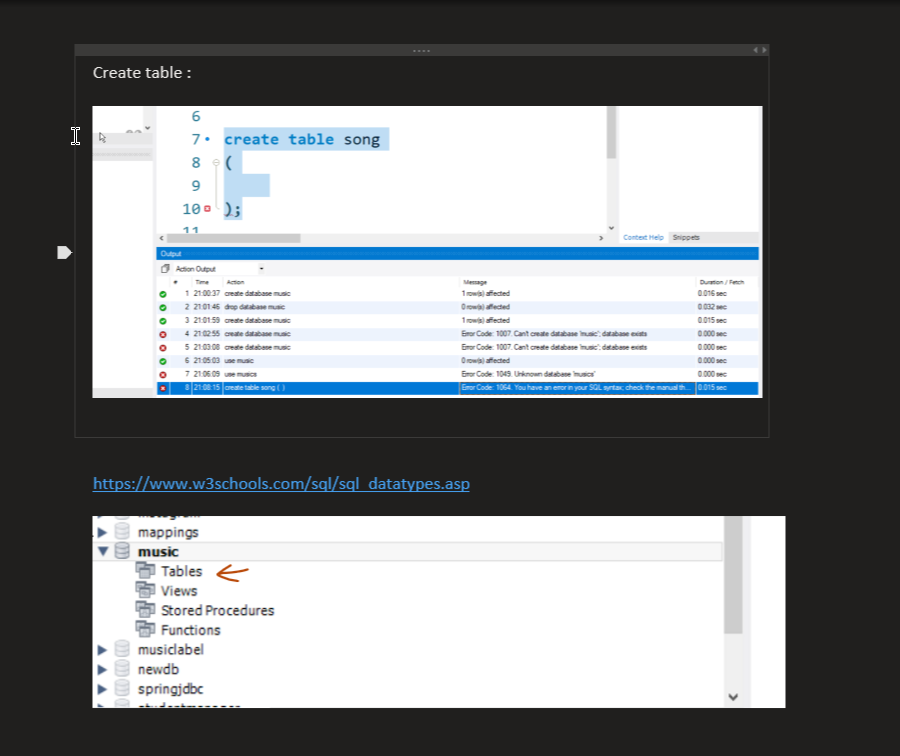 Create table :
6
7 create table song
8 (
9
10 );
11
Context Help Snippets
Output
Action Output
# Time Action Message Duration / Fetch
1 21:00:37 create database music 1 row(s) affected 0.016 sec
2 21:01:46 drop database music 0 row(s) affected 0.032 sec
3 21:01:59 create database music 1 row(s) affected 0.015 sec
4 21:02:55 create database music Error Code: 1007. Can't create database 'music'; database exists 0.000 sec
5 21:03:08 create database music Error Code: 1007. Can't create database 'music'; database exists 0.000 sec
6 21:05:03 use music 0 row(s) affected 0.000 sec
7 21:06:09 use musics Error Code: 1049. Unknown database 'musics' 0.000 sec
8 21:08:15 create table song ( ) Error Code: 1064. You have an error in your SQL syntax; check the manual th... 0.015 sec
https://www.w3schools.com/sql/sql_datatypes.asp
mappings
music
Tables
Views
Stored Procedures
Functions
musiclabel
newdb
springjdbc